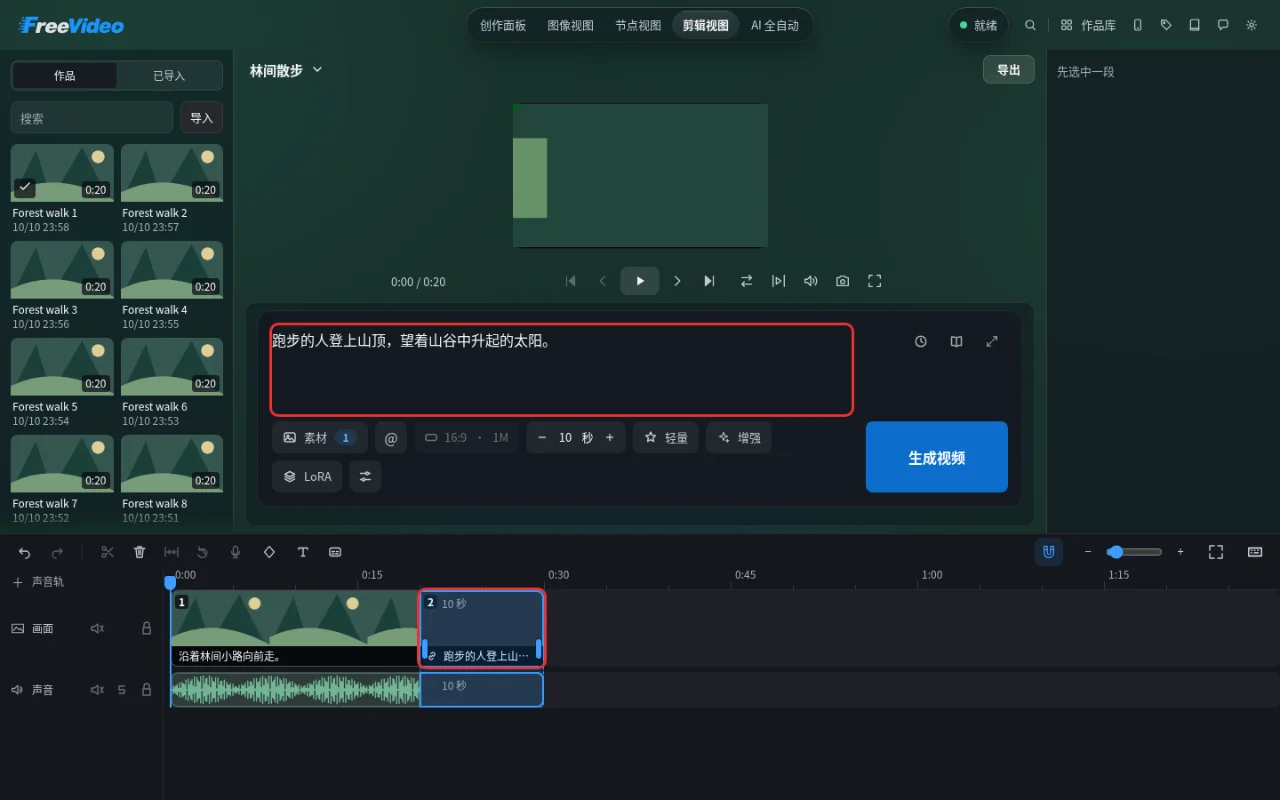 FreeVideo
创作面板 图像视图 节点视图 剪辑视图 AI 全自动
就绪
作品库
作品 已导入
搜索 导入
0:20 0:20
Forest walk 1 Forest walk 2
10/10 23:58 10/10 23:57
0:20 0:20
Forest walk 3 Forest walk 4
10/10 23:56 10/10 23:55
0:20 0:20
Forest walk 5 Forest walk 6
10/10 23:54 10/10 23:53
0:20 0:20
Forest walk 7 Forest walk 8
10/10 23:52 10/10 23:51
林间散步
导出
先选中一段
0:00 / 0:20
跑步的人登上山顶，望着山谷中升起的太阳。
素材 1 @ 16:9 · 1M − 10 秒 + 轻量 增强
LoRA
生成视频
声音轨
0:00 0:15 0:30 0:45 1:00 1:15
画面
1
沿着林间小路向前走。
2 10 秒
跑步的人登上山…
声音 S
10 秒